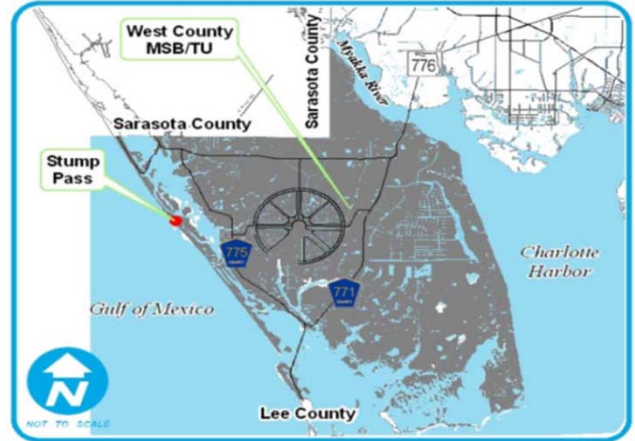 West County
MSB/TU
Sarasota County
Myakka River
776
Sarasota County
Stump
Pass
775
COUNTY
Charlotte
Harbor
771
COUNTY
Gulf of Mexico
N
NOT TO SCALE
Lee County